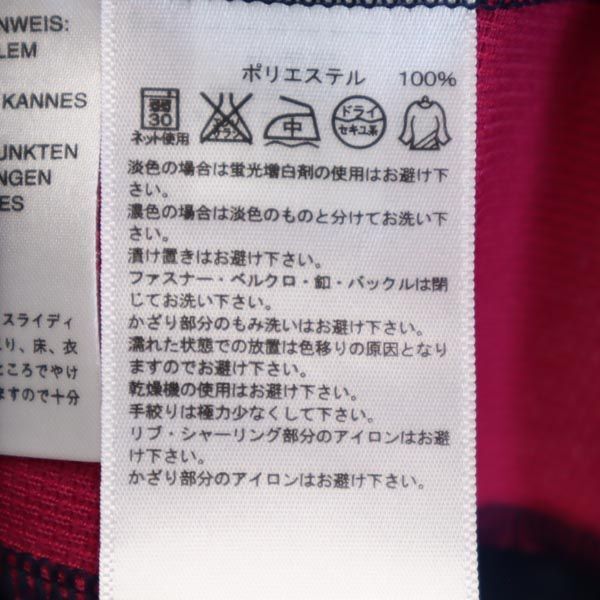 INWEIS:
LEM
KANNES
UNKTEN
NGEN
ES
スライディ
り、床、衣
ところでやけ
ますので十分
ポリエステル 100%
30
ネット使用
エンソ
サラシ
中
ドライ
セキユ系
淡色の場合は蛍光増白剤の使用はお避け下
さい。
濃色の場合は淡色のものと分けてお洗い下
さい。
漬け置きはお避け下さい。
ファスナー・ベルクロ・釦・バックルは閉
じてお洗い下さい。
かざり部分のもみ洗いはお避け下さい。
濡れた状態での放置は色移りの原因となり
ますのでお避け下さい。
乾燥機の使用はお避け下さい。
手絞りは極力少なくして下さい。
リブ・シャーリング部分のアイロンはお避け下
さい。
かざり部分のアイロンはお避け下さい。